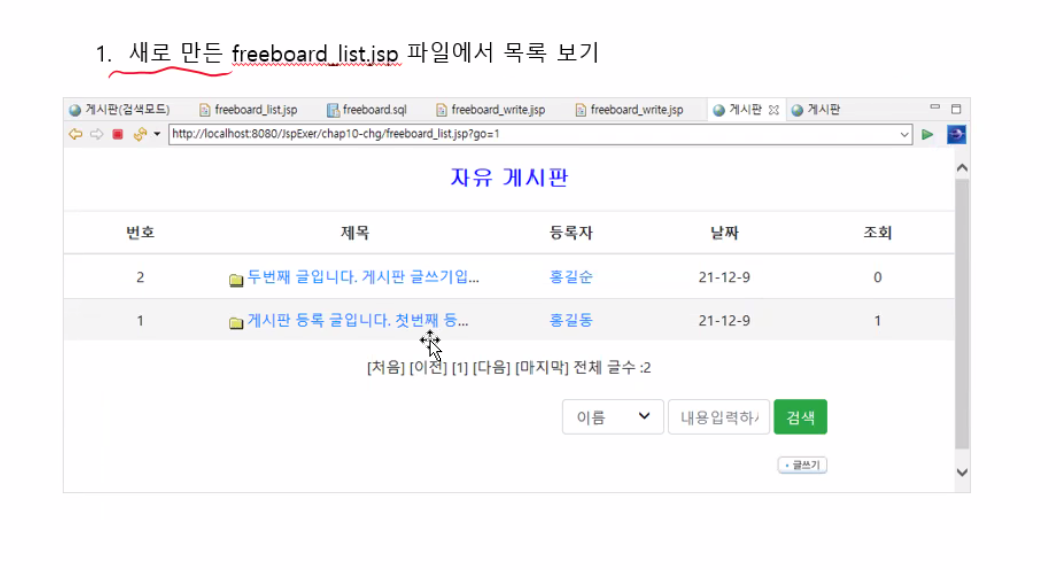 1. 새로 만든 freeboard_list.jsp 파일에서 목록 보기
게시판(검색모드) freeboard_list.jsp freeboard.sql freeboard_write.jsp freeboard_write.jsp 게시판 게시판
http://localhost:8080/JspExer/chap10-chg/freeboard_list.jsp?go=1
자유 게시판
번호 제목 등록자 날짜 조회
2 두번째 글입니다. 게시판 글쓰기입... 홍길순 21-12-9 0
1 게시판 등록 글입니다. 첫번째 등... 홍길동 21-12-9 1
[처음] [이전] [1] [다음] [마지막] 전체 글수 :2
이름 내용입력하 검색
글쓰기